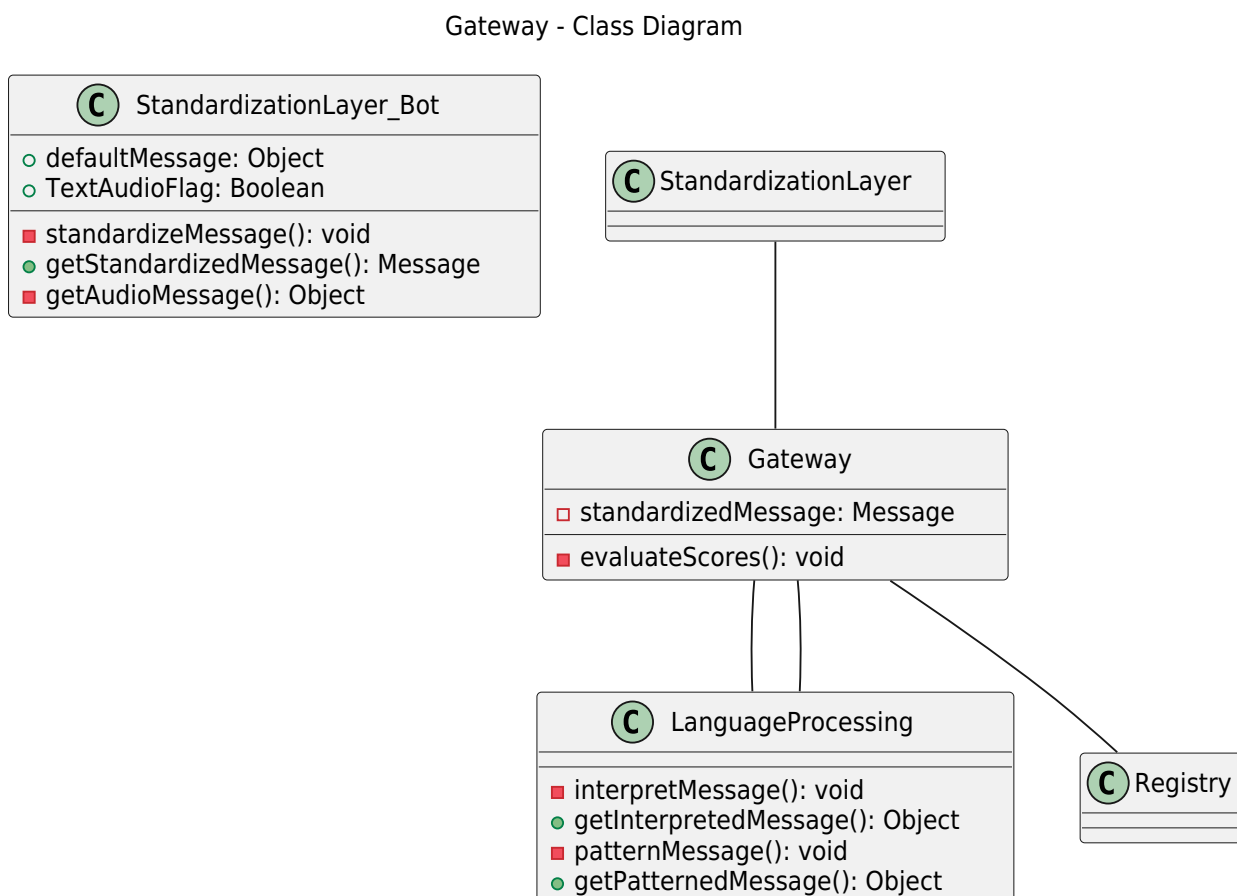 Gateway - Class Diagram
C StandardizationLayer_Bot
defaultMessage: Object
TextAudioFlag: Boolean
standardizeMessage(): void
getStandardizedMessage(): Message
getAudioMessage(): Object
C StandardizationLayer
C Gateway
standardizedMessage: Message
evaluateScores(): void
C LanguageProcessing
interpretMessage(): void
getInterpretedMessage(): Object
patternMessage(): void
getPatternedMessage(): Object
C Registry